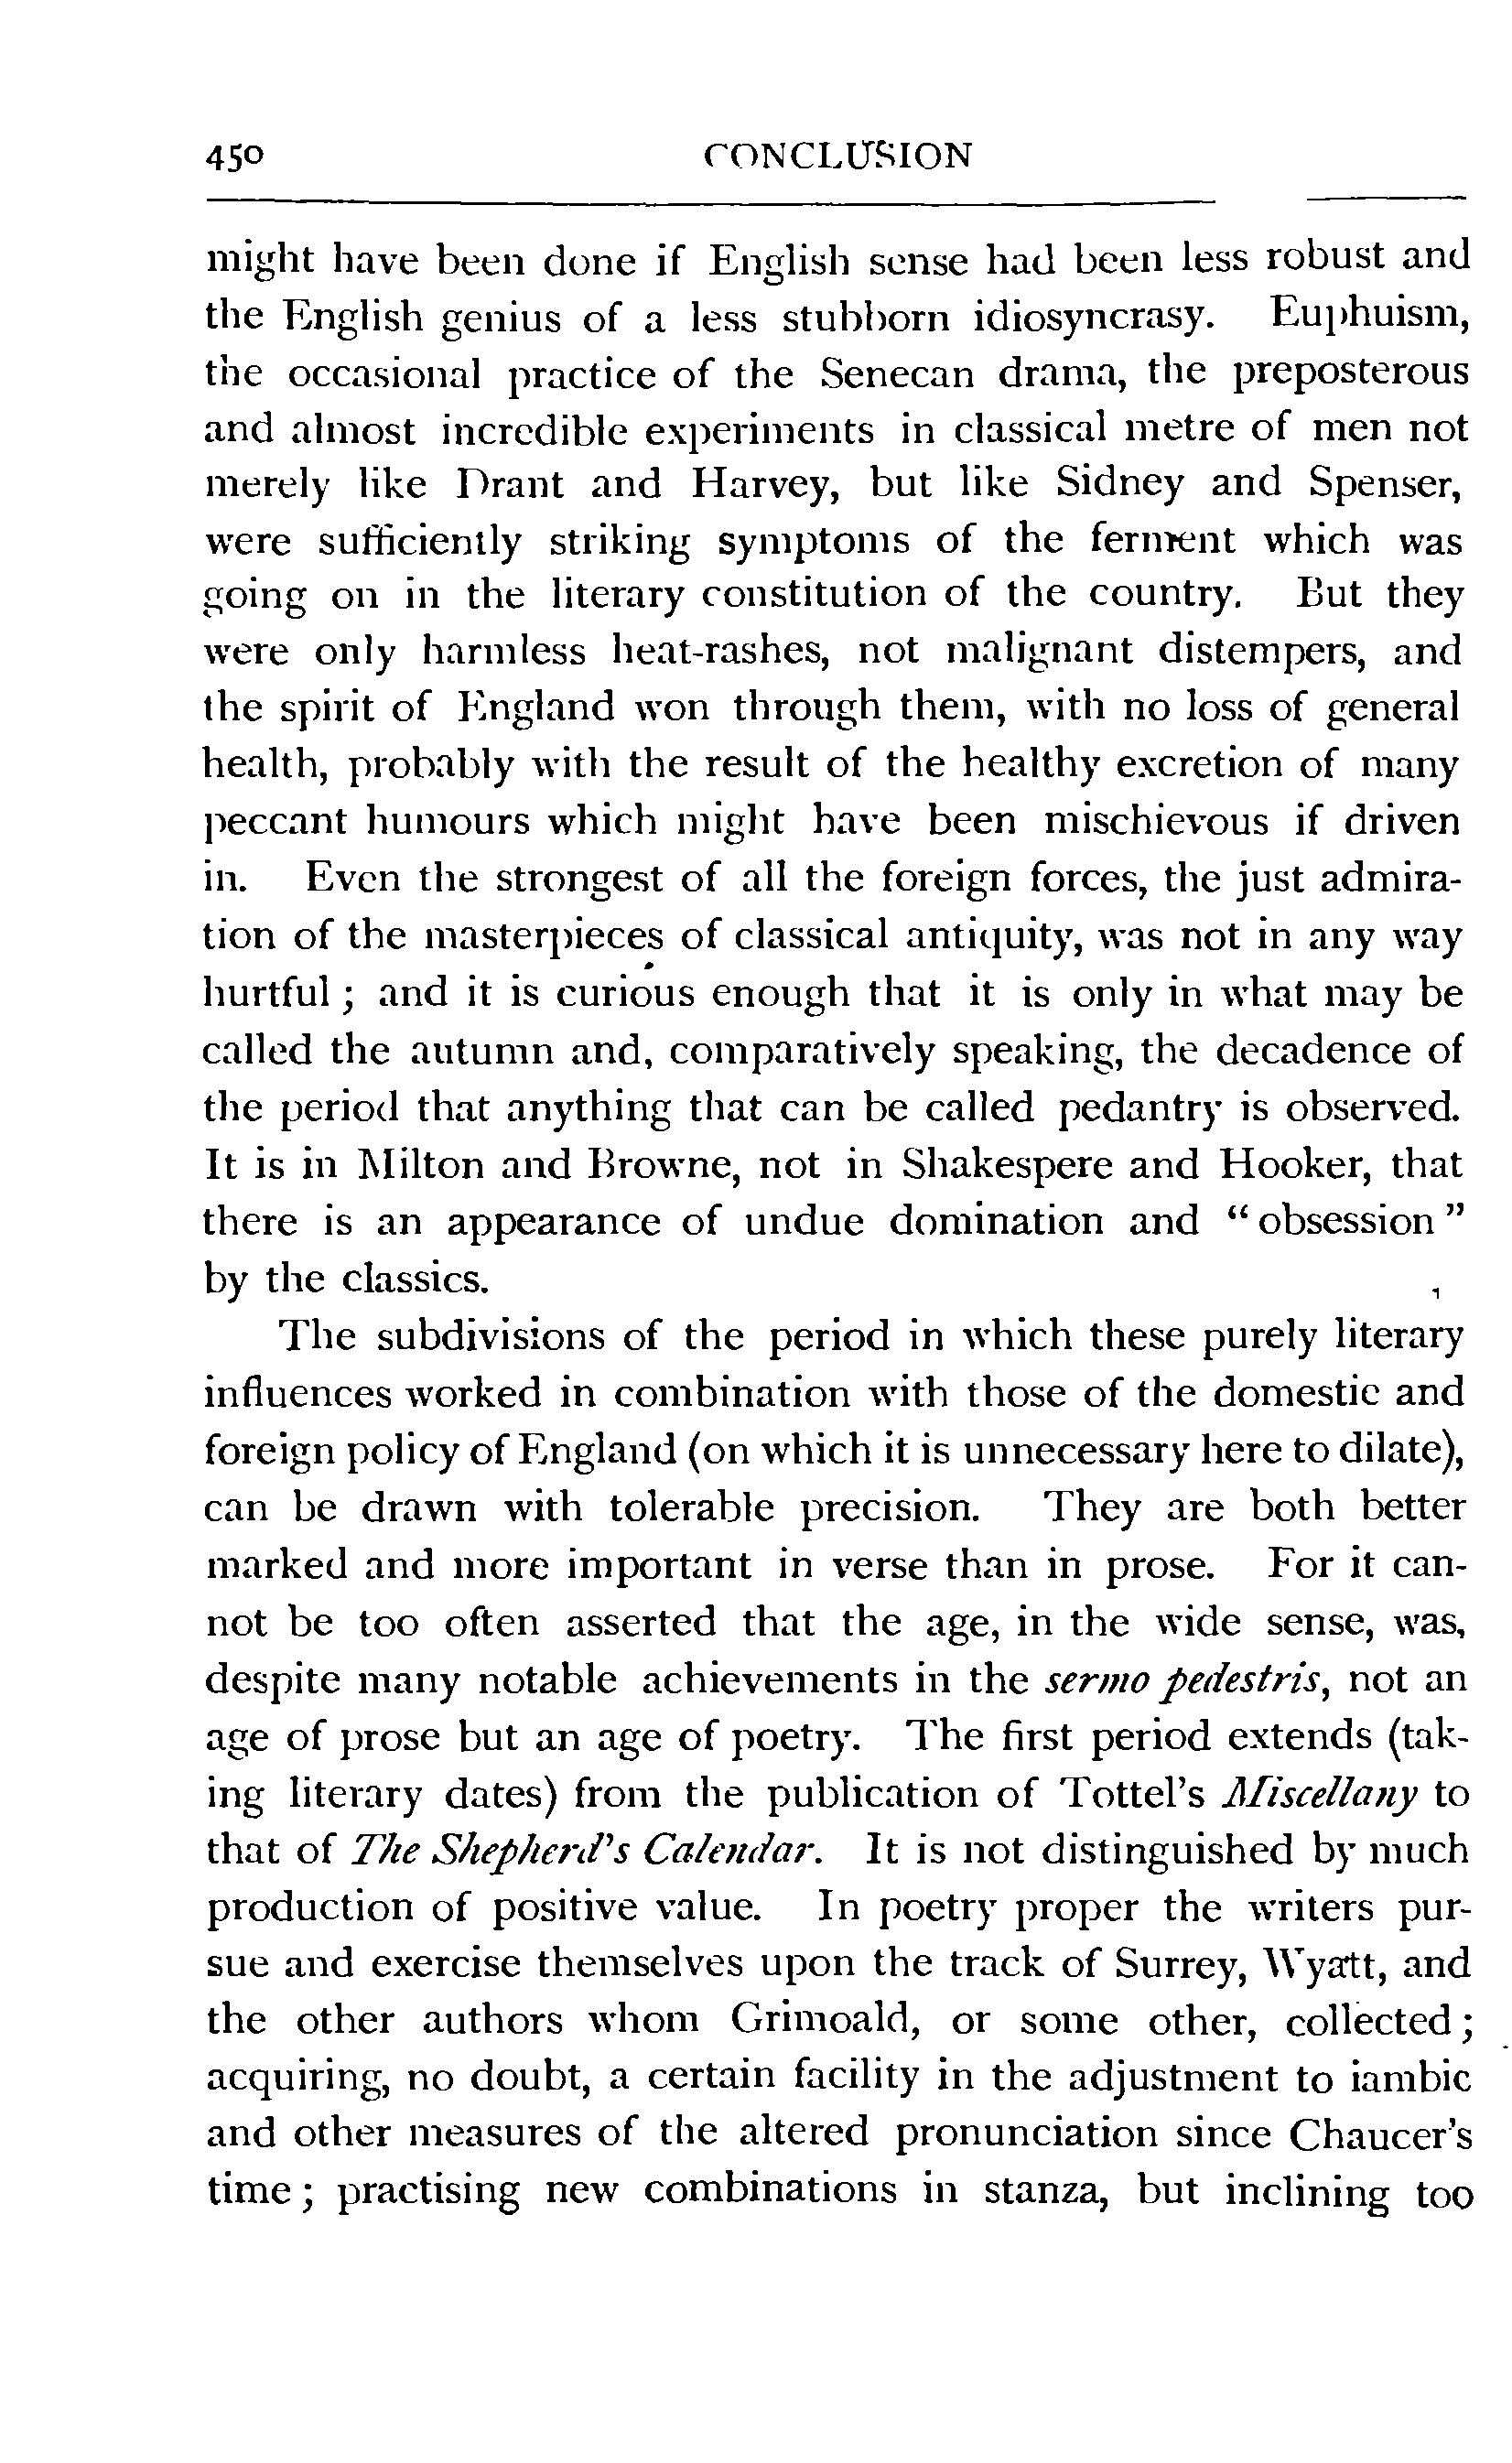 450 CONCLUSION
might have been done if English sense had been less robust and
the English genius of a less stubborn idiosyncrasy. Euphuism,
the occasional practice of the Senecan drama, the preposterous
and almost incredible experiments in classical metre of men not
merely like Drant and Harvey, but like Sidney and Spenser,
were sufficiently striking symptoms of the ferment which was
going on in the literary constitution of the country. But they
were only harmless heat-rashes, not malignant distempers, and
the spirit of England won through them, with no loss of general
health, probably with the result of the healthy excretion of many
peccant humours which might have been mischievous if driven
in. Even the strongest of all the foreign forces, the just admira-
tion of the masterpieces of classical antiquity, was not in any way
hurtful; and it is curious enough that it is only in what may be
called the autumn and, comparatively speaking, the decadence of
the period that anything that can be called pedantry is observed.
It is in Milton and Browne, not in Shakespere and Hooker, that
there is an appearance of undue domination and "obsession"
by the classics.
The subdivisions of the period in which these purely literary
influences worked in combination with those of the domestic and
foreign policy of England (on which it is unnecessary here to dilate),
can be drawn with tolerable precision. They are both better
marked and more important in verse than in prose. For it can-
not be too often asserted that the age, in the wide sense, was,
despite many notable achievements in the sermo pedestris, not an
age of prose but an age of poetry. The first period extends (tak-
ing literary dates) from the publication of Tottel's Miscellany to
that of The Shepherd's Calendar. It is not distinguished by much
production of positive value. In poetry proper the writers pur-
sue and exercise themselves upon the track of Surrey, Wyatt, and
the other authors whom Grimoald, or some other, collected;
acquiring, no doubt, a certain facility in the adjustment to iambic
and other measures of the altered pronunciation since Chaucer's
time; practising new combinations in stanza, but inclining too